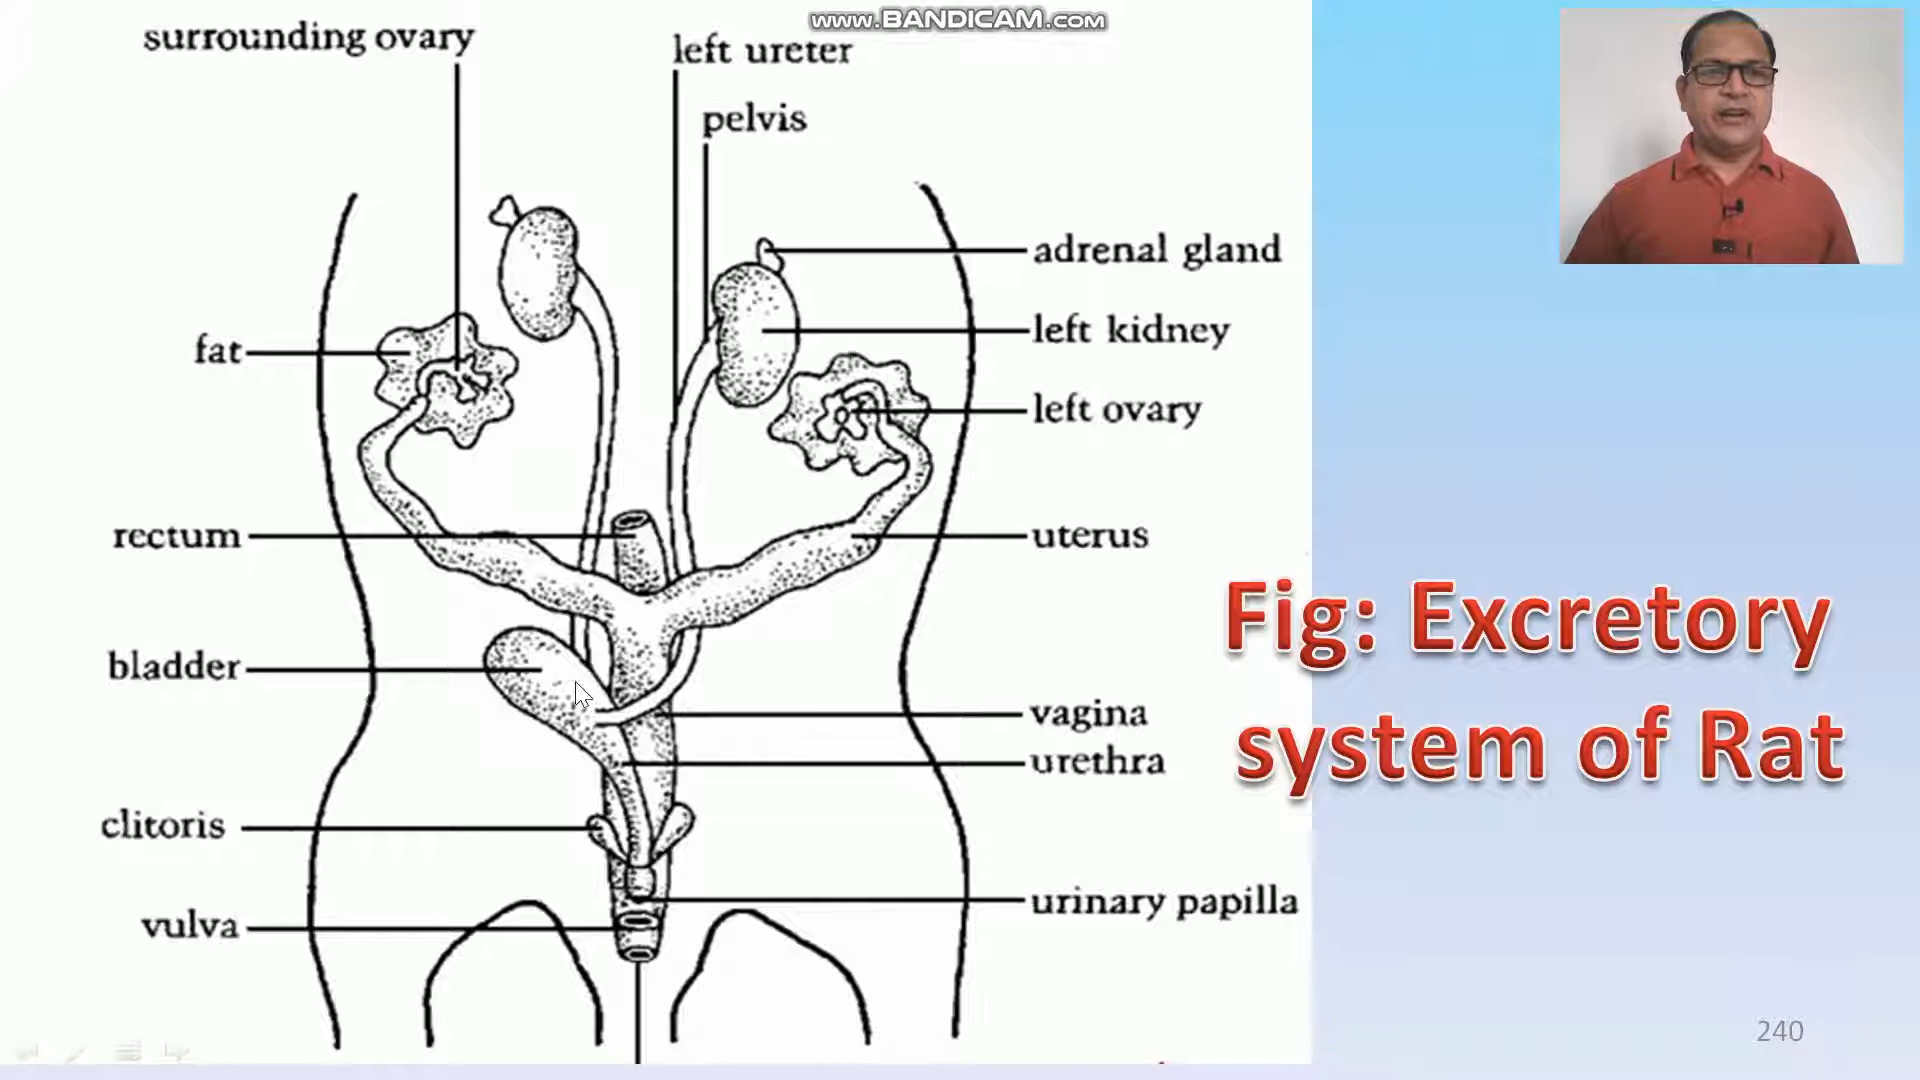 www.BANDICAM.com
surrounding ovary
left ureter
pelvis
adrenal gland
left kidney
fat
left ovary
rectum
uterus
Fig: Excretory
system of Rat
bladder
vagina
urethra
clitoris
urinary papilla
vulva
240